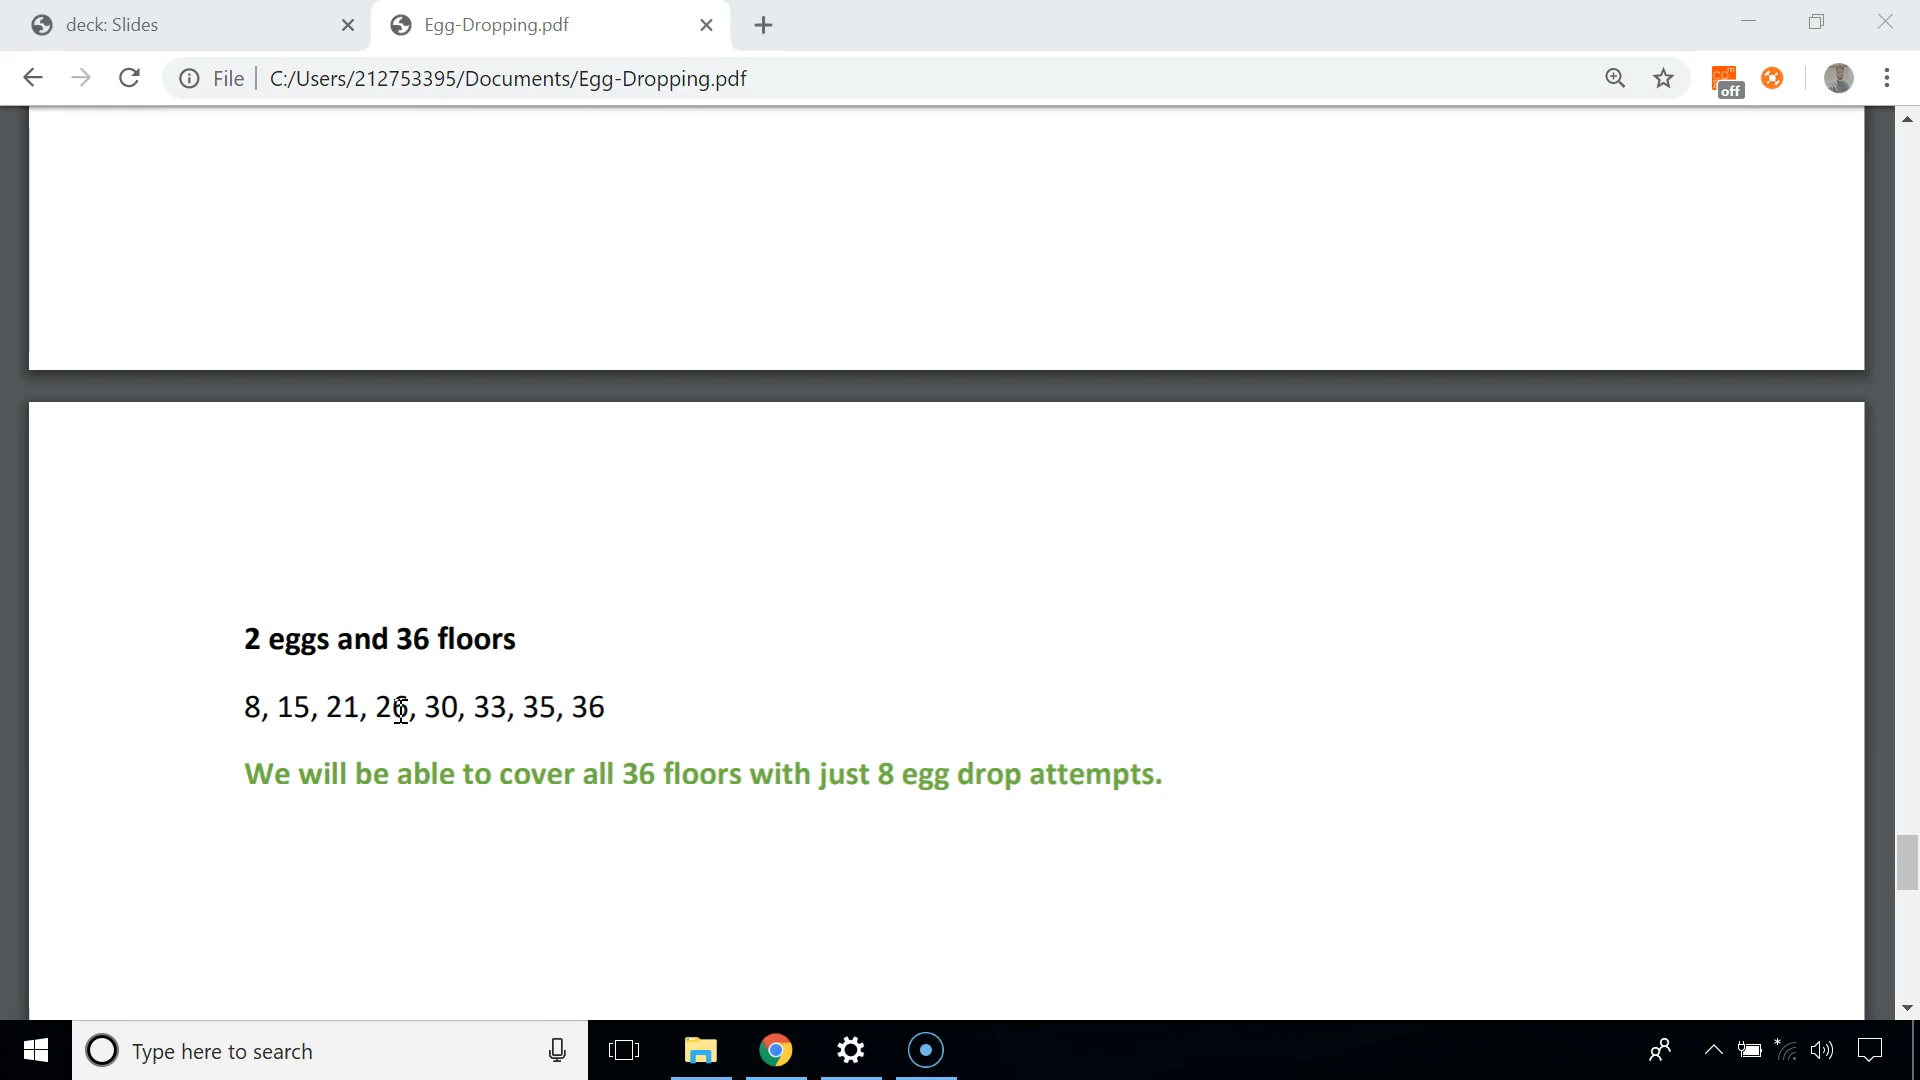 deck: Slides
Egg-Dropping.pdf
File
C:/Users/212753395/Documents/Egg-Dropping.pdf
off
2 eggs and 36 floors
8, 15, 21, 26, 30, 33, 35, 36
We will be able to cover all 36 floors with just 8 egg drop attempts.
Type here to search